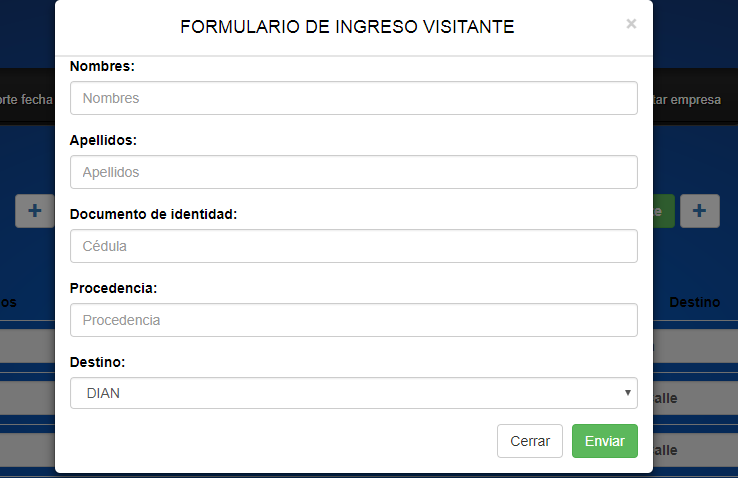 FORMULARIO DE INGRESO VISITANTE ×
Nombres:
Nombres
orte fecha tar empresa
Apellidos:
Apellidos
Documento de identidad:
+ Cédula +
Procedencia:
os Destino
Procedencia
Destino:
DIAN
alle
Cerrar Enviar
alle